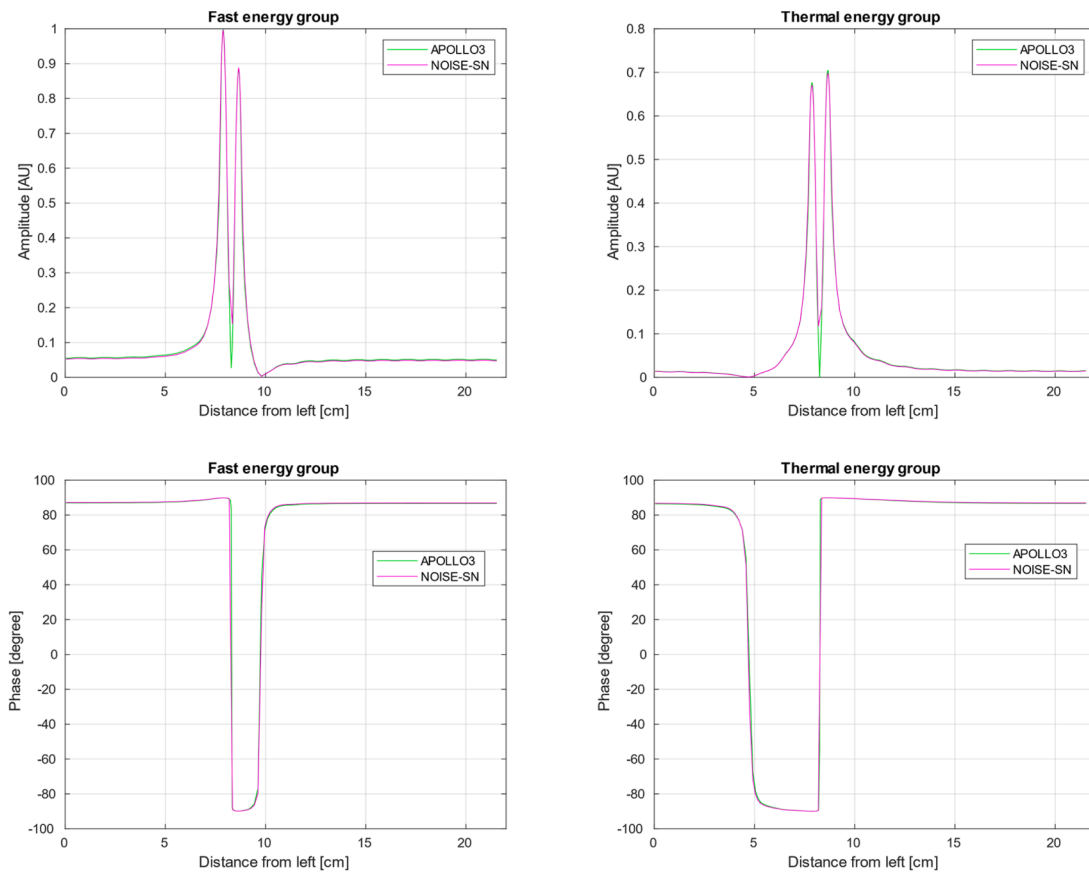 Fast energy group
1
0.9
0.8
0.7
0.6
0.5
0.4
0.3
0.2
0.1
0
Amplitude [AU]
APOLLO3
NOISE-SN
0 5 10 15 20
Distance from left [cm]
Thermal energy group
0.8
0.7
0.6
0.5
0.4
0.3
0.2
0.1
0
Amplitude [AU]
APOLLO3
NOISE-SN
0 5 10 15 20
Distance from left [cm]
Fast energy group
100
80
60
40
20
0
-20
-40
-60
-80
-100
Phase [degree]
APOLLO3
NOISE-SN
0 5 10 15 20
Distance from left [cm]
Thermal energy group
100
80
60
40
20
0
-20
-40
-60
-80
-100
Phase [degree]
APOLLO3
NOISE-SN
0 5 10 15 20
Distance from left [cm]